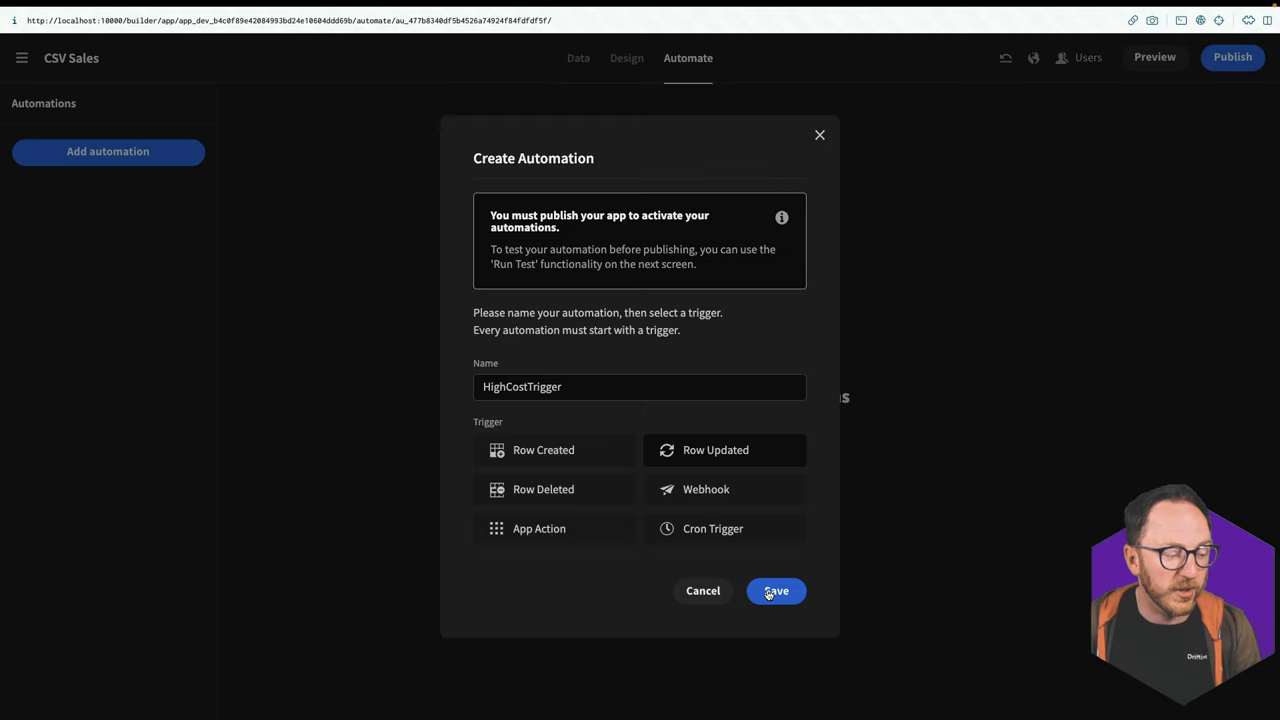 http://localhost:10000/builder/app/app_dev_b4c0f89e42084993bd24e10604ddd69b/automate/au_477b8340df5b4526a74924f84fdfdf5f/
CSV Sales
Data
Design
Automate
Users
Preview
Publish
Automations
Add automation
Create Automation
You must publish your app to activate your
automations.
To test your automation before publishing, you can use the
'Run Test' functionality on the next screen.
Please name your automation, then select a trigger.
Every automation must start with a trigger.
Name
HighCostTrigger
Trigger
Row Created
Row Updated
Row Deleted
Webhook
App Action
Cron Trigger
Cancel
Save